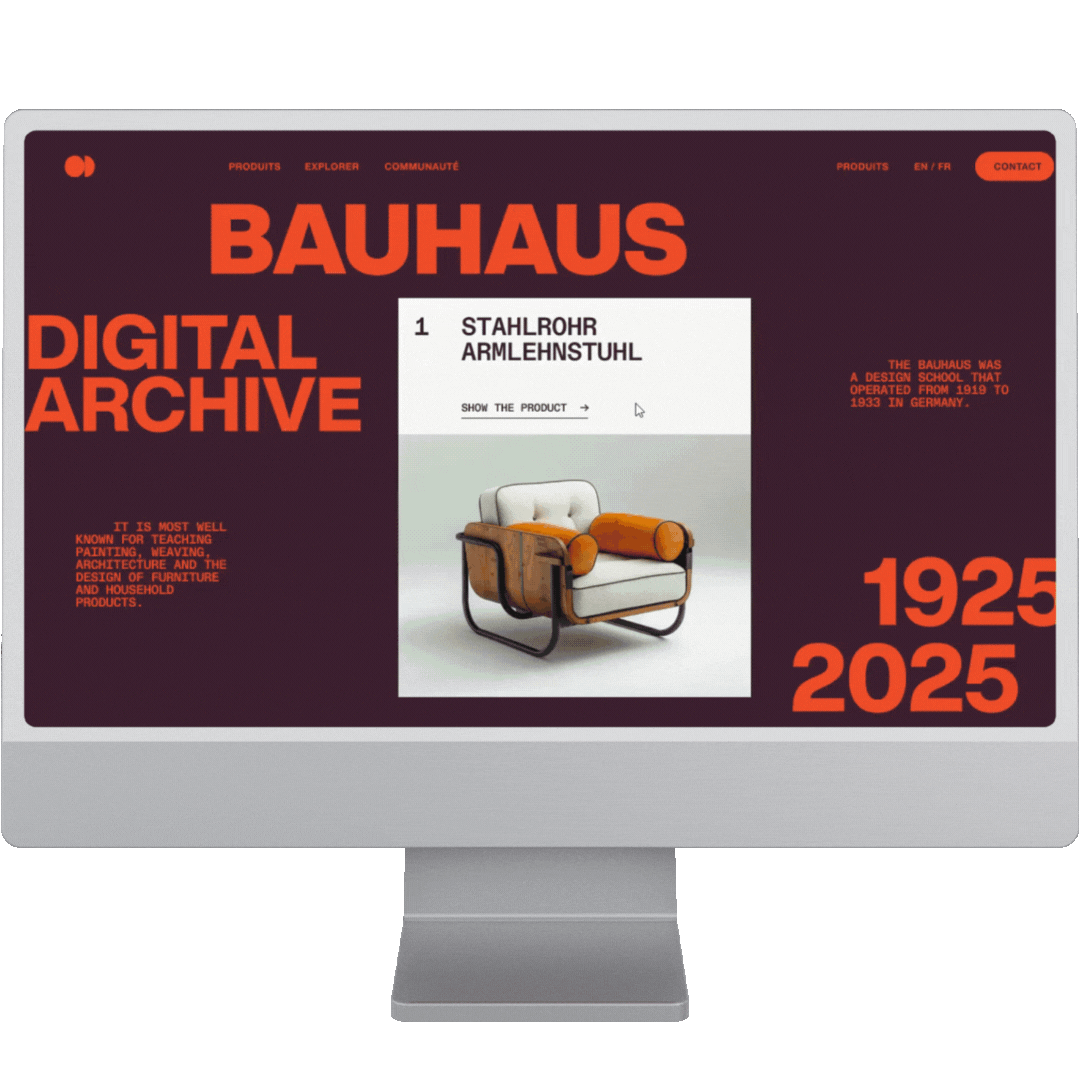 PRODUITS EXPLORER COMMUNAUTÉ PRODUITS EN / FR CONTACT
BAUHAUS
DIGITAL
ARCHIVE
1 STAHLROHR
ARMLEHNSTUHL
SHOW THE PRODUCT →
THE BAUHAUS WAS
A DESIGN SCHOOL THAT
OPERATED FROM 1919 TO
1933 IN GERMANY.
IT IS MOST WELL
KNOWN FOR TEACHING
PAINTING, WEAVING,
ARCHITECTURE AND THE
DESIGN OF FURNITURE
AND HOUSEHOLD
PRODUCTS.
1925
2025